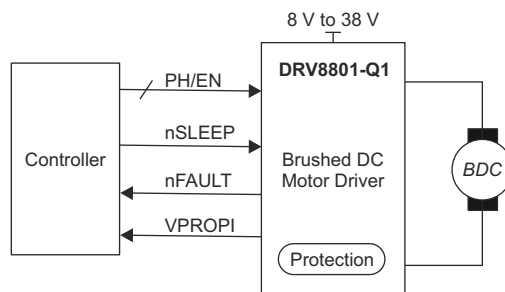 8 V to 38 V
DRV8801-Q1
PH/EN
nSLEEP
Controller
Brushed DC
Motor Driver
nFAULT
VPROPI
BDC
Protection